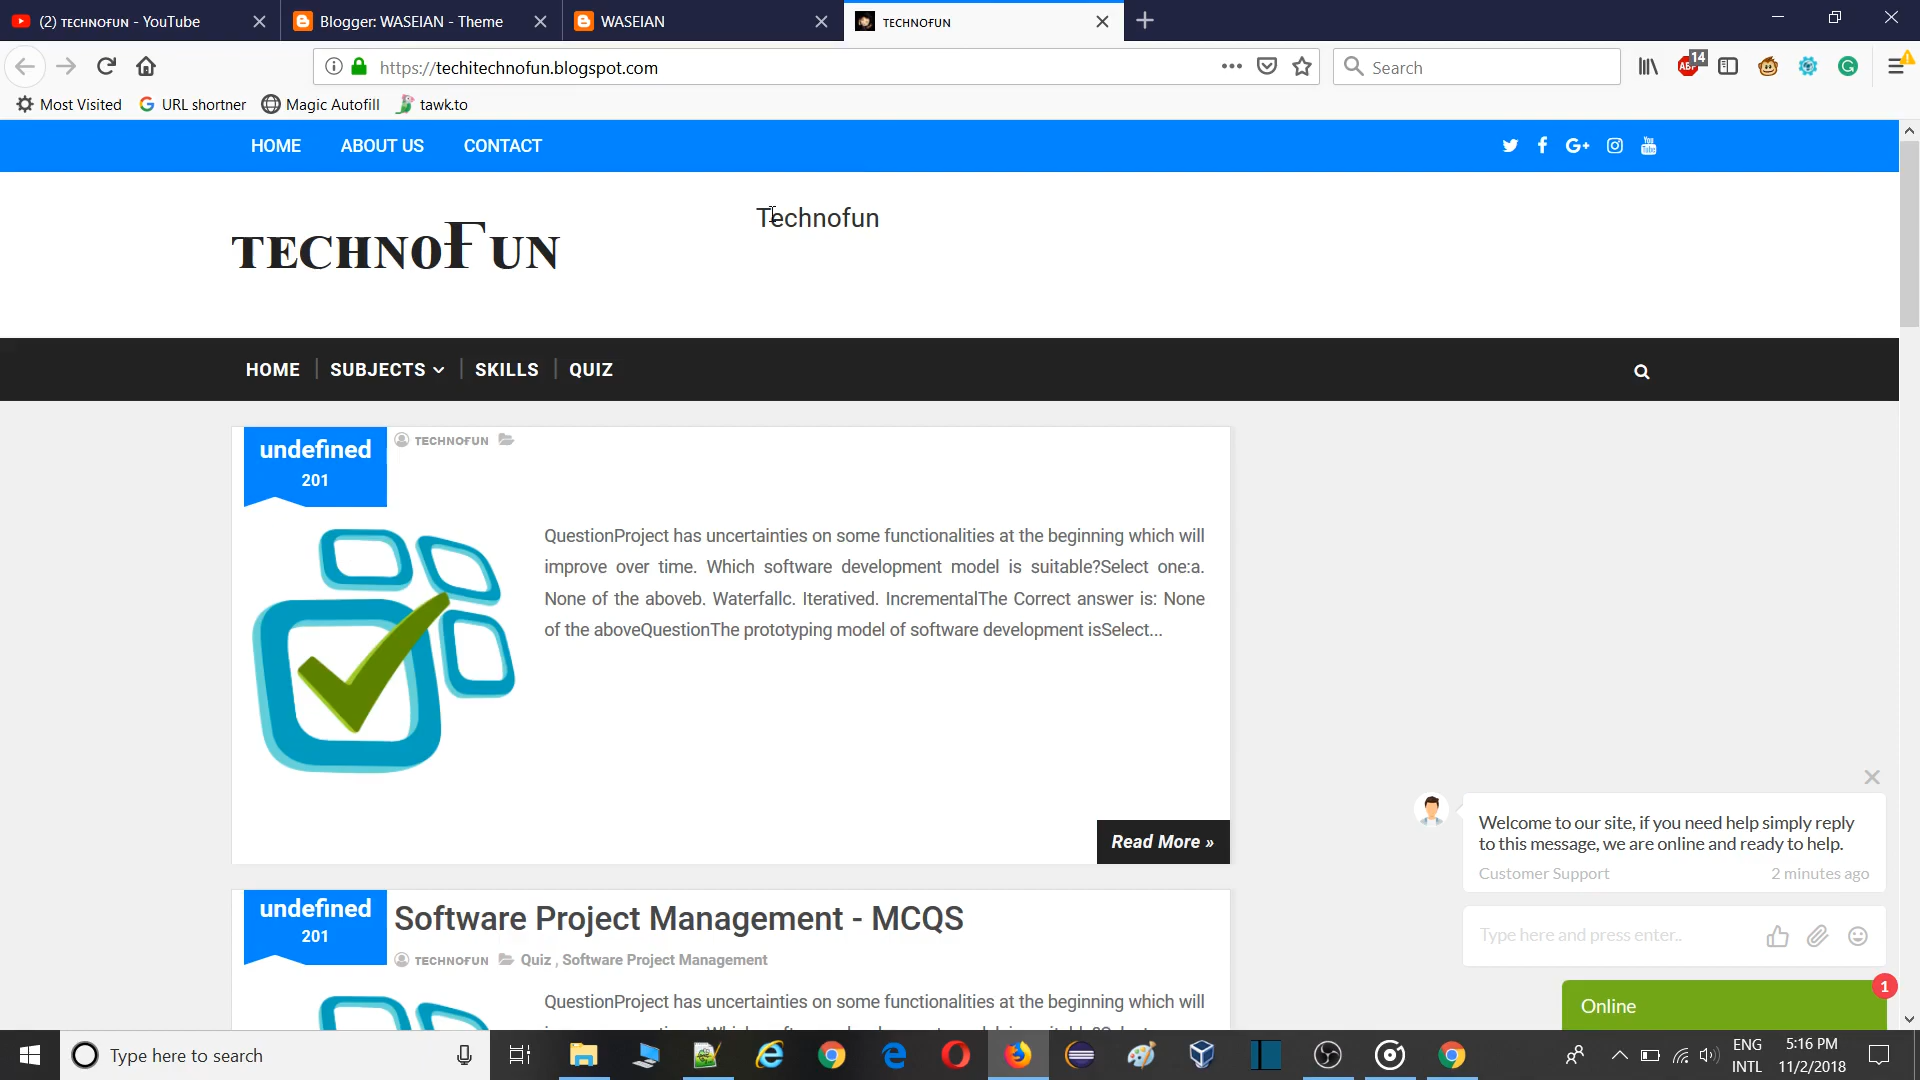 (2) TECHNOFUN - YouTube
Blogger: WASEIAN - Theme
WASEIAN
TECHNOFUN
https://techitechnofun.blogspot.com
Search
ABP
14
Most Visited
URL shortner
Magic Autofill
tawk.to
HOME
ABOUT US
CONTACT
G+
You Tube
TECHNOFUN
Technofun
HOME
SUBJECTS
SKILLS
QUIZ
undefined
201
TECHNOFUN
QuestionProject has uncertainties on some functionalities at the beginning which will
improve over time. Which software development model is suitable?Select one:a.
None of the aboveb. Waterfallc. Iteratived. IncrementalThe Correct answer is: None
of the aboveQuestionThe prototyping model of software development isSelect...
Read More »
undefined
201
Software Project Management - MCQS
TECHNOFUN
Quiz , Software Project Management
QuestionProject has uncertainties on some functionalities at the beginning which will
Welcome to our site, if you need help simply reply
to this message, we are online and ready to help.
Customer Support
2 minutes ago
Type here and press enter..
Online
1
Type here to search
ENG
INTL
5:16 PM
11/2/2018